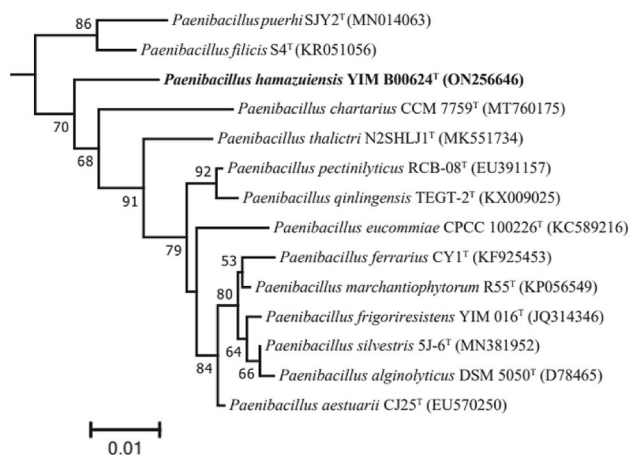 Paenibacillus puerhi SJY2ᵀ (MN014063)
86
Paenibacillus filicis S4ᵀ (KR051056)
Paenibacillus hamazuiensis YIM B00624ᵀ (ON256646)
Paenibacillus chartarius CCM 7759ᵀ (MT760175)
70
Paenibacillus thalictri N2SHLJ1ᵀ (MK551734)
68
Paenibacillus pectinilyticus RCB-08ᵀ (EU391157)
92
91
Paenibacillus qinlingensis TEGT-2ᵀ (KX009025)
Paenibacillus eucommiae CPCC 100226ᵀ (KC589216)
79
Paenibacillus ferrarius CY1ᵀ (KF925453)
53
Paenibacillus marchantiophytorum R55ᵀ (KP056549)
80
Paenibacillus frigoriresistens YIM 016ᵀ (JQ314346)
64
Paenibacillus silvestris 5J-6ᵀ (MN381952)
84
66
Paenibacillus alginolyticus DSM 5050ᵀ (D78465)
Paenibacillus aestuarii CJ25ᵀ (EU570250)
0.01